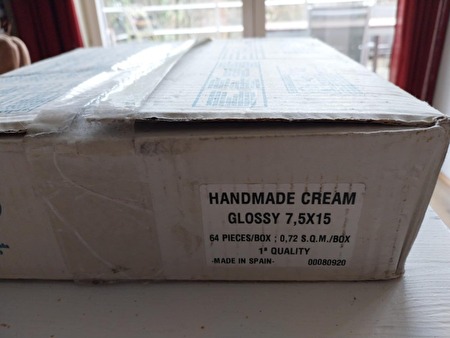 HANDMADE CREAM
GLOSSY 7,5X15
64 PIECES/BOX ; 0,72 S.Q.M./BOX
1ª QUALITY
-MADE IN SPAIN- 00080920